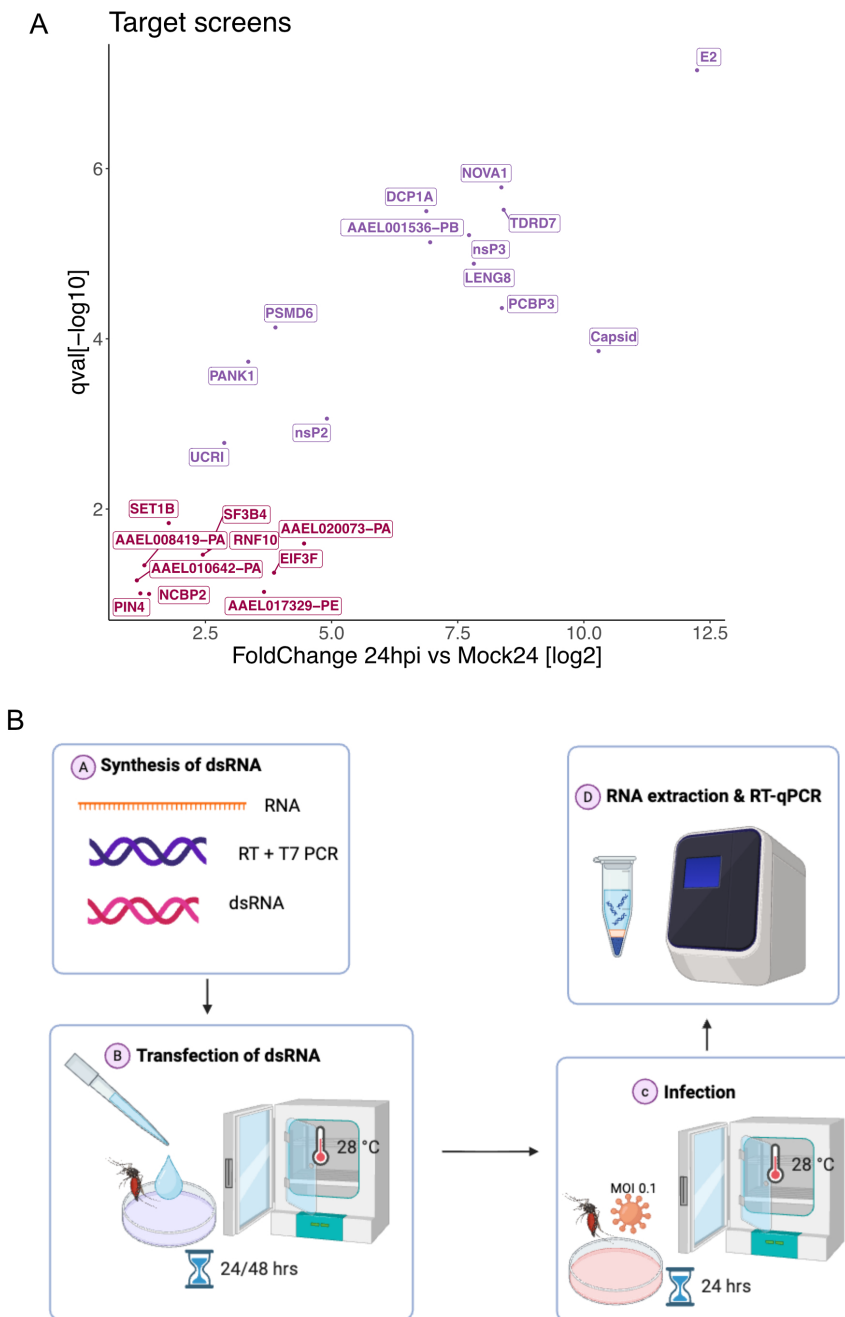 A
Target screens
E2
6
NOVA1
DCP1A
TDRD7
AAEL001536–PB
nsP3
LENG8
PCBP3
PSMD6
4
Capsid
PANK1
nsP2
UCRI
2
SET1B
SF3B4
AAEL020073–PA
AAEL008419–PA
RNF10
EIF3F
AAEL010642–PA
NCBP2
PIN4
AAEL017329–PE
qval[−log10]
2.5 5.0 7.5 10.0 12.5
FoldChange 24hpi vs Mock24 [log2]
B
A Synthesis of dsRNA
RNA
RT + T7 PCR
dsRNA
B Transfection of dsRNA
28 °C
24/48 hrs
c Infection
MOI 0.1
28 °C
24 hrs
D RNA extraction & RT-qPCR